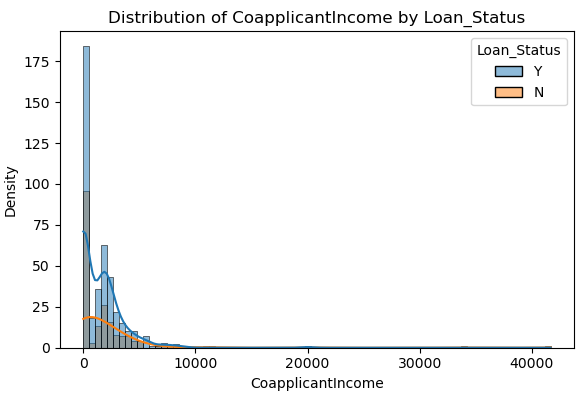 Distribution of CoapplicantIncome by Loan_Status
Loan_Status
Y
N
175
150
125
100
75
50
25
0
Density
0 10000 20000 30000 40000
CoapplicantIncome